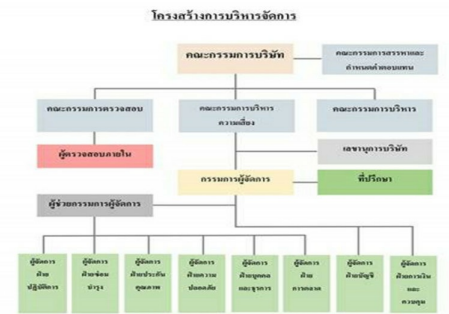 โครงสร้างการบริหารจัดการ
คณะกรรมการบริษัท
คณะกรรมการสรรหาและ
กำหนดค่าตอบแทน
คณะกรรมการตรวจสอบ
คณะกรรมการบริหาร
ความเสี่ยง
คณะกรรมการบริหาร
ผู้ตรวจสอบภายใน
เลขานุการบริษัท
กรรมการผู้จัดการ
ที่ปรึกษา
ผู้ช่วยกรรมการผู้จัดการ
ผู้จัดการ
ฝ่าย
ปฏิบัติการ
ผู้จัดการ
ฝ่ายซ่อม
บำรุง
ผู้จัดการ
ฝ่ายประกัน
คุณภาพ
ผู้จัดการ
ฝ่ายความ
ปลอดภัย
ผู้จัดการ
ฝ่ายบุคคล
และธุรการ
ผู้จัดการ
ฝ่าย
การตลาด
ผู้จัดการ
ฝ่ายบัญชี
ผู้จัดการ
ฝ่ายการเงิน
และ
ควบคุม